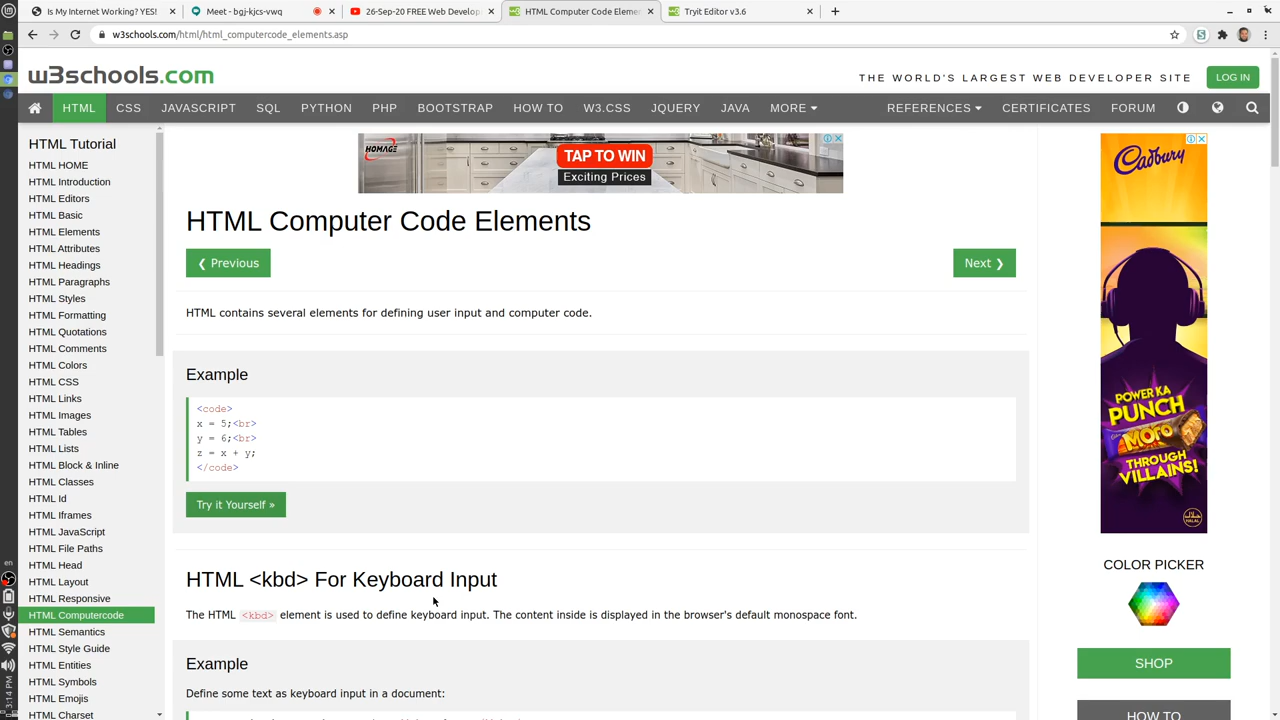 Is My Internet Working? YES!
Meet - bgj-kjcs-vwq
26-Sep-20 FREE Web Develop
HTML Computer Code Eleme
Tryit Editor v3.6
w3schools.com/html/html_computercode_elements.asp
w3schools.com
THE WORLD'S LARGEST WEB DEVELOPER SITE
LOG IN
HTML CSS JAVASCRIPT SQL PYTHON PHP BOOTSTRAP HOW TO W3.CSS JQUERY JAVA MORE REFERENCES CERTIFICATES FORUM
HTML Tutorial
HTML HOME
HTML Introduction
HTML Editors
HTML Basic
HTML Elements
HTML Attributes
HTML Headings
HTML Paragraphs
HTML Styles
HTML Formatting
HTML Quotations
HTML Comments
HTML Colors
HTML CSS
HTML Links
HTML Images
HTML Tables
HTML Lists
HTML Block & Inline
HTML Classes
HTML Id
HTML Iframes
HTML JavaScript
HTML File Paths
HTML Head
HTML Layout
HTML Responsive
HTML Computercode
HTML Semantics
HTML Style Guide
HTML Entities
HTML Symbols
HTML Emojis
HTML Charset
en
3:14 PM
HOMAGE
TAP TO WIN
Exciting Prices
HTML Computer Code Elements
❮ Previous
Next ❯
HTML contains several elements for defining user input and computer code.
Example
<code>
x = 5;<br>
y = 6;<br>
z = x + y;
</code>
Try it Yourself »
HTML <kbd> For Keyboard Input
The HTML <kbd> element is used to define keyboard input. The content inside is displayed in the browser's default monospace font.
Example
Define some text as keyboard input in a document:
Cadbury
POWER KA
PUNCH
MORO
THROUGH
VILLAINS!
HALAL
COLOR PICKER
SHOP
HOW TO